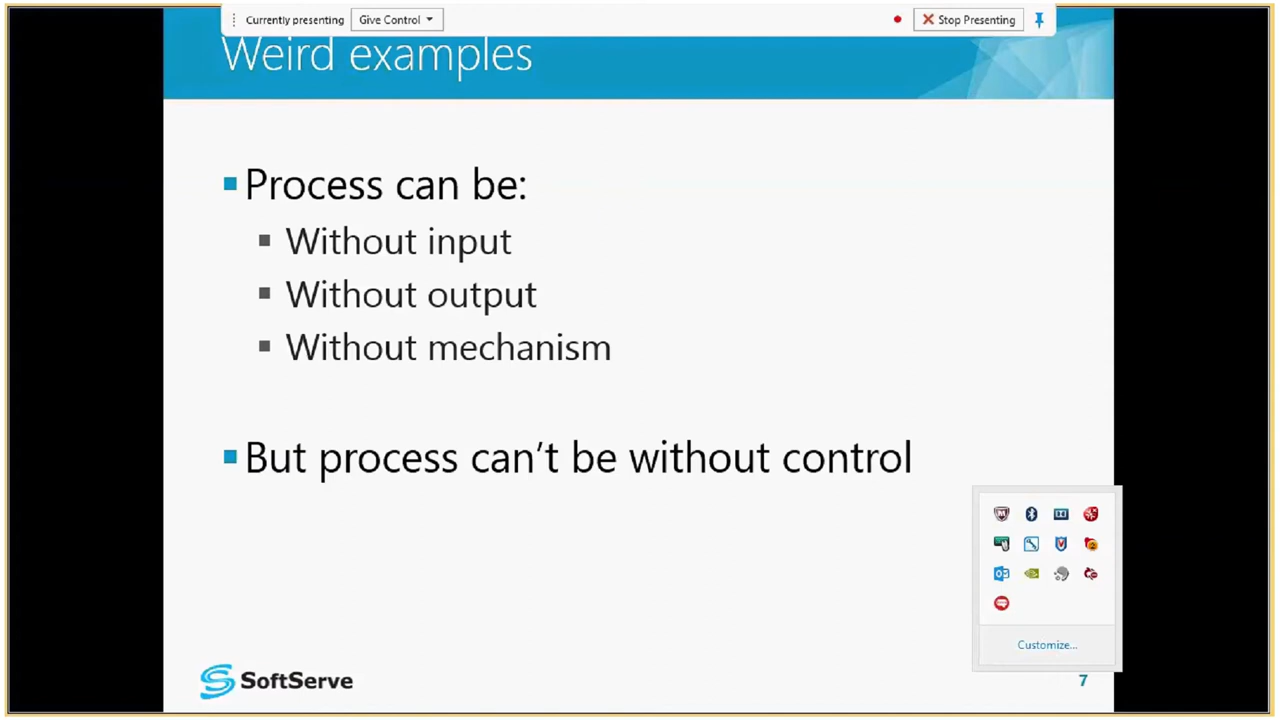 Currently presenting Give Control Stop Presenting
Weird examples
Process can be:
Without input
Without output
Without mechanism
But process can't be without control
Customize...
SoftServe 7